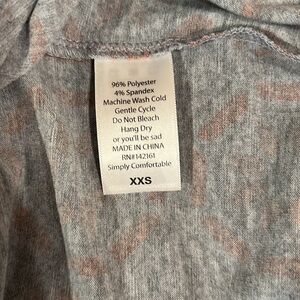 96% Polyester
4% Spandex
Machine Wash Cold
Gentle Cycle
Do Not Bleach
Hang Dry
or you'll be sad
MADE IN CHINA
RN#142161
Simply Comfortable
XXS